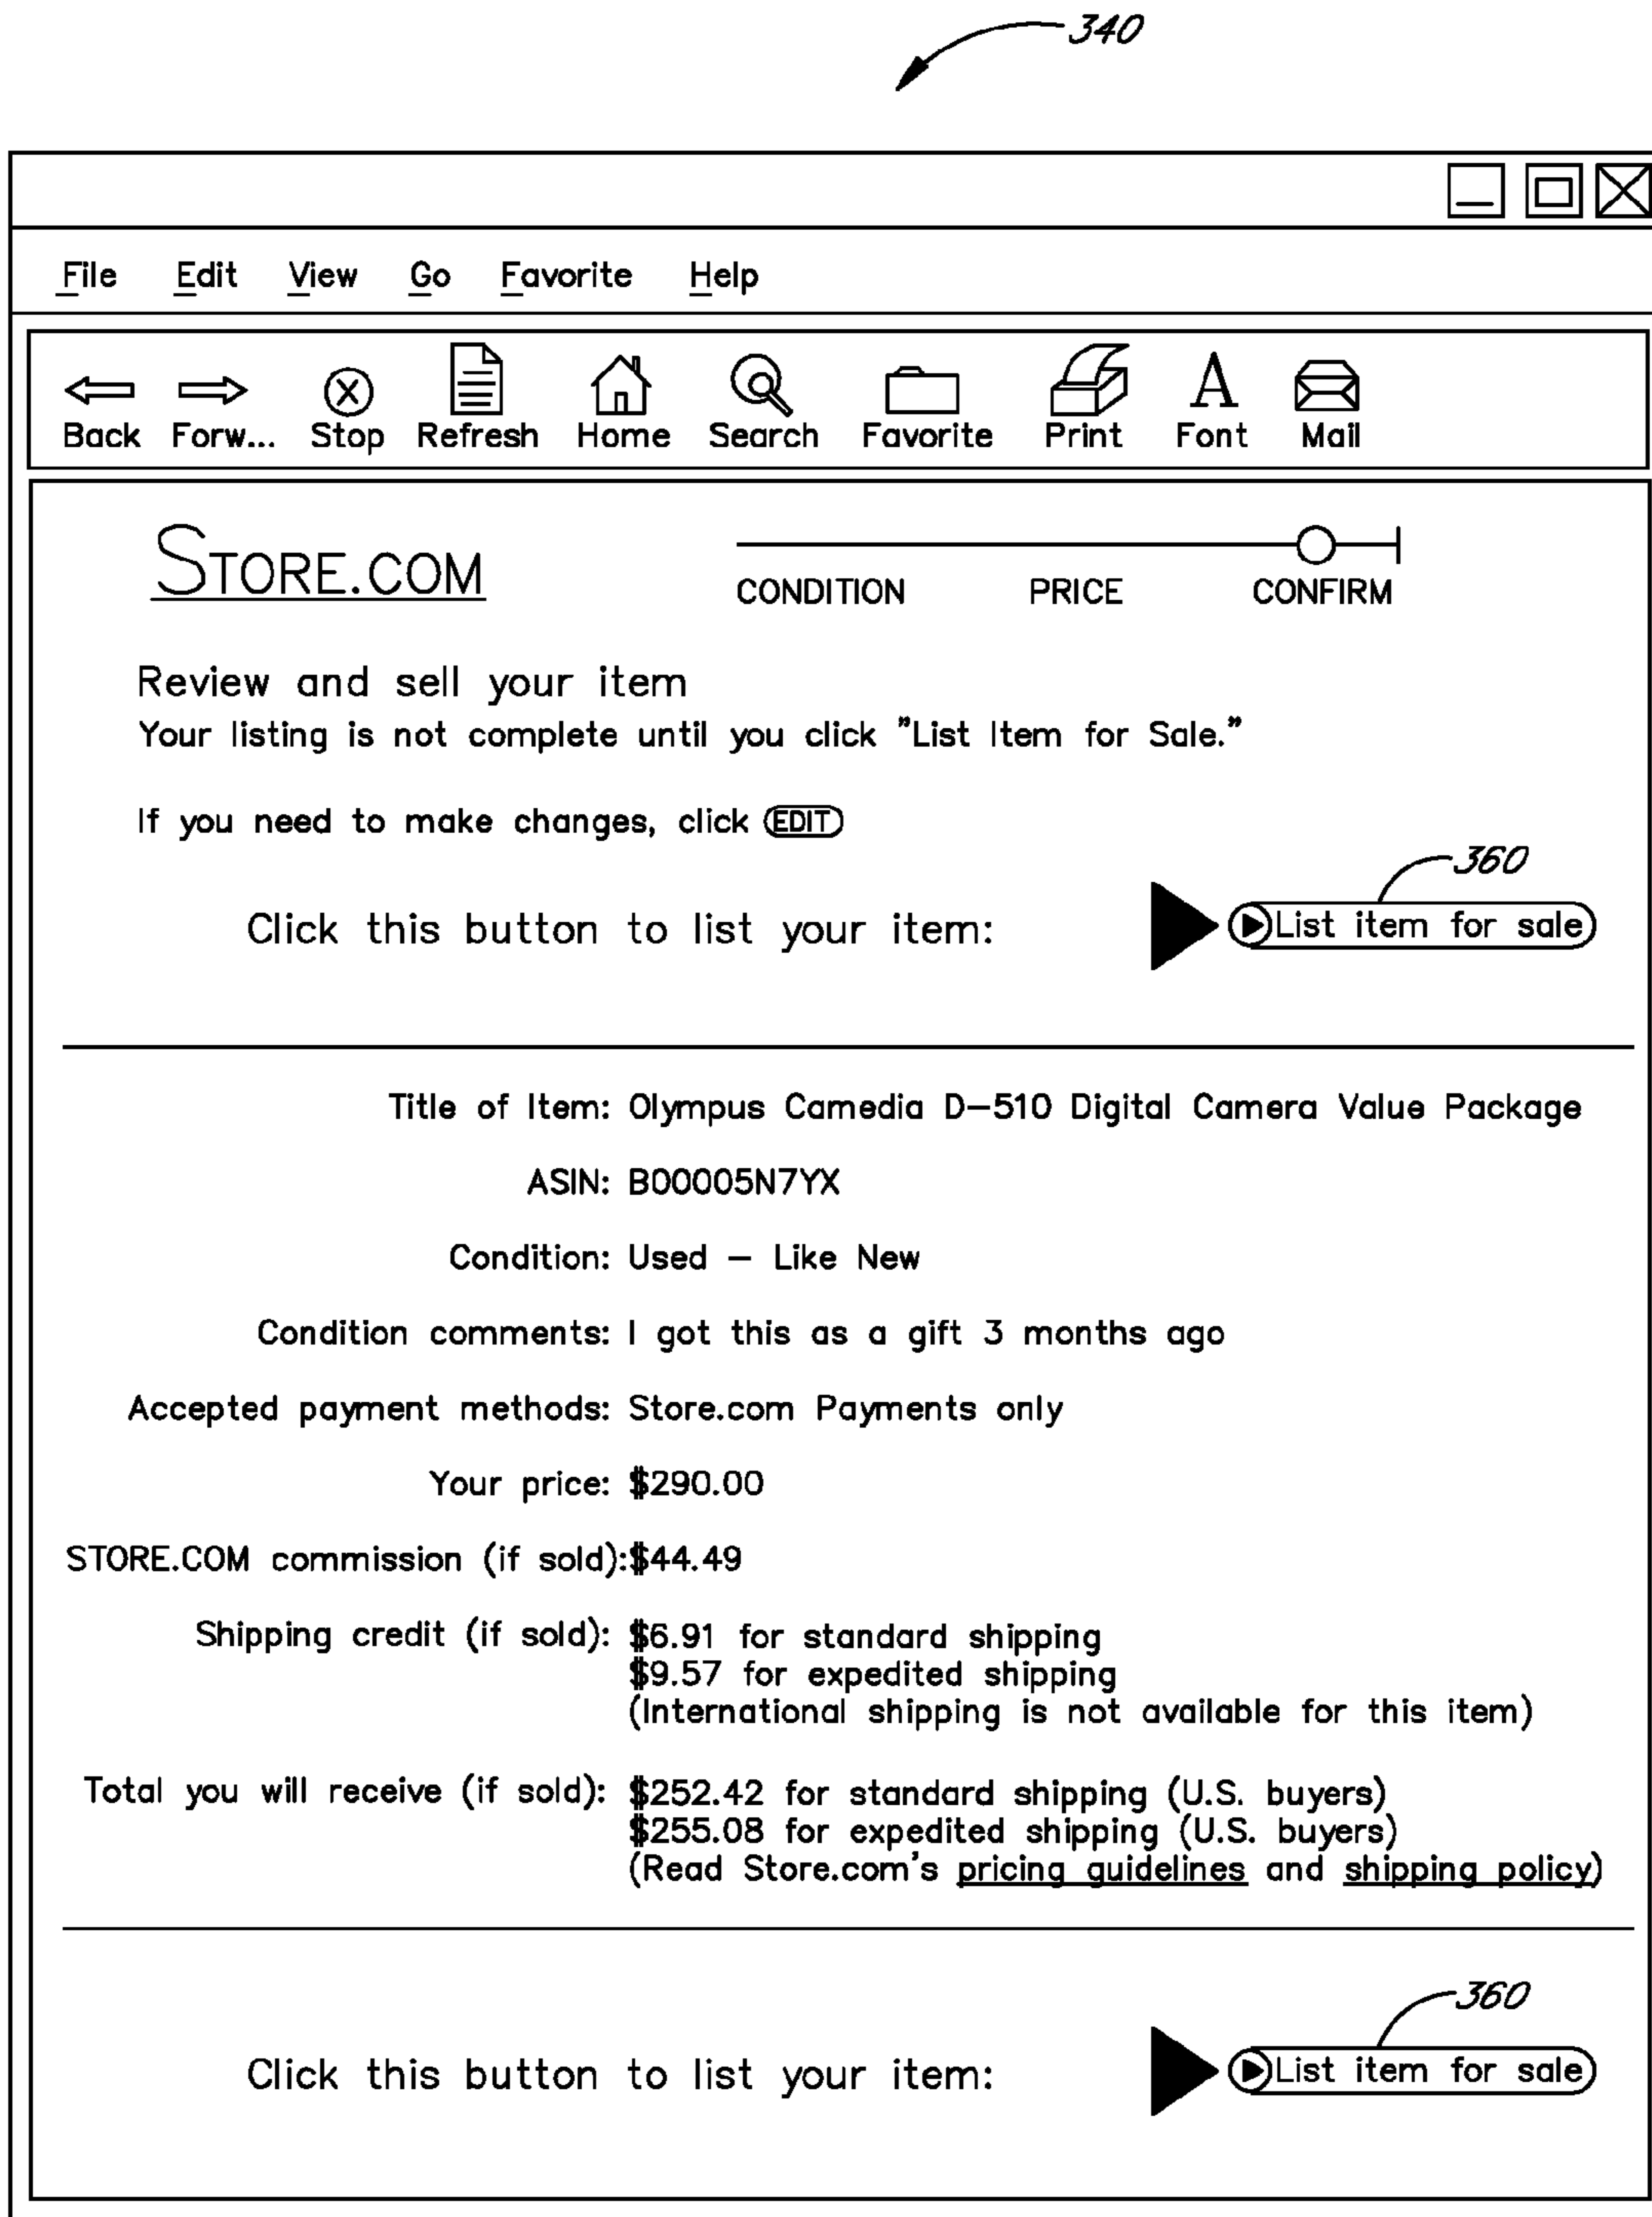 340
File Edit View Go Favorite Help
Back Forw... Stop Refresh Home Search Favorite Print Font Mail
STORE.COM
CONDITION PRICE CONFIRM
Review and sell your item
Your listing is not complete until you click "List Item for Sale."
If you need to make changes, click EDIT
360
Click this button to list your item: List item for sale
Title of Item: Olympus Camedia D-510 Digital Camera Value Package
ASIN: B00005N7YX
Condition: Used - Like New
Condition comments: I got this as a gift 3 months ago
Accepted payment methods: Store.com Payments only
Your price: $290.00
STORE.COM commission (if sold): $44.49
Shipping credit (if sold): $6.91 for standard shipping
$9.57 for expedited shipping
(International shipping is not available for this item)
Total you will receive (if sold): $252.42 for standard shipping (U.S. buyers)
$255.08 for expedited shipping (U.S. buyers)
(Read Store.com's pricing guidelines and shipping policy)
360
Click this button to list your item: List item for sale